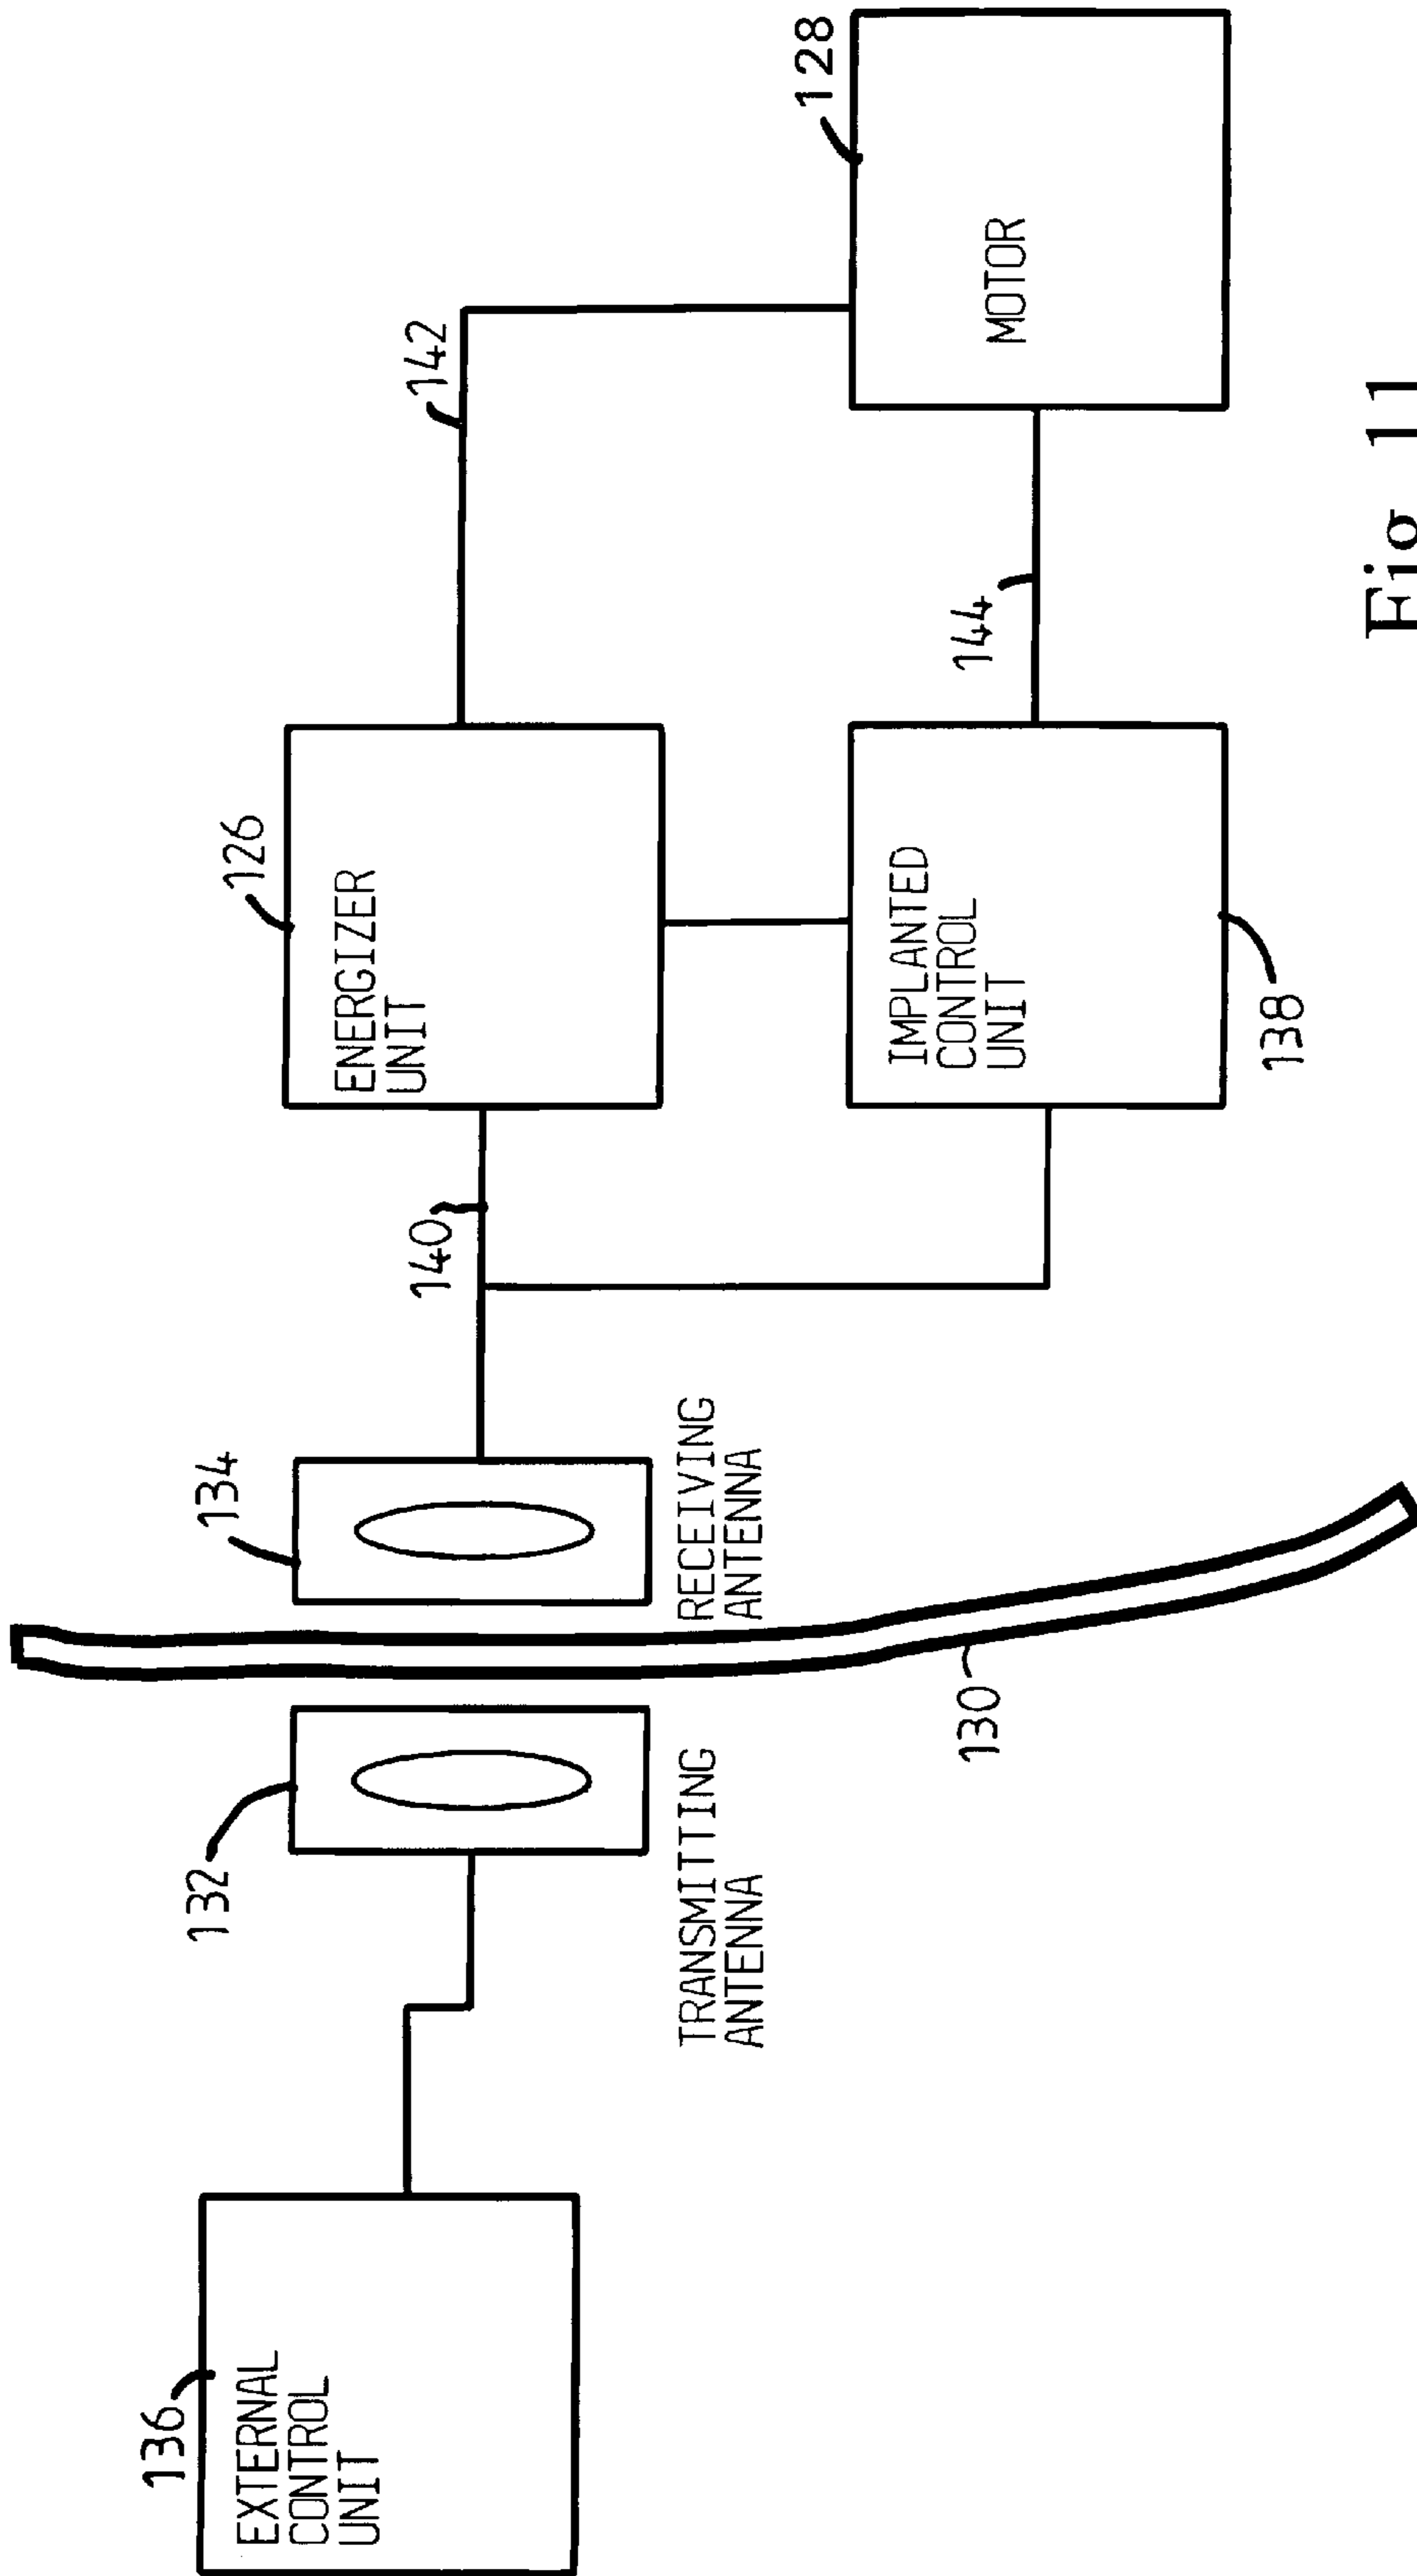 136
EXTERNAL
CONTROL
UNIT
132
TRANSMITTING
ANTENNA
134
RECEIVING
ANTENNA
130
140
126
ENERGIZER
UNIT
IMPLANTED
CONTROL
UNIT
138
142
144
128
MOTOR
Fig 11